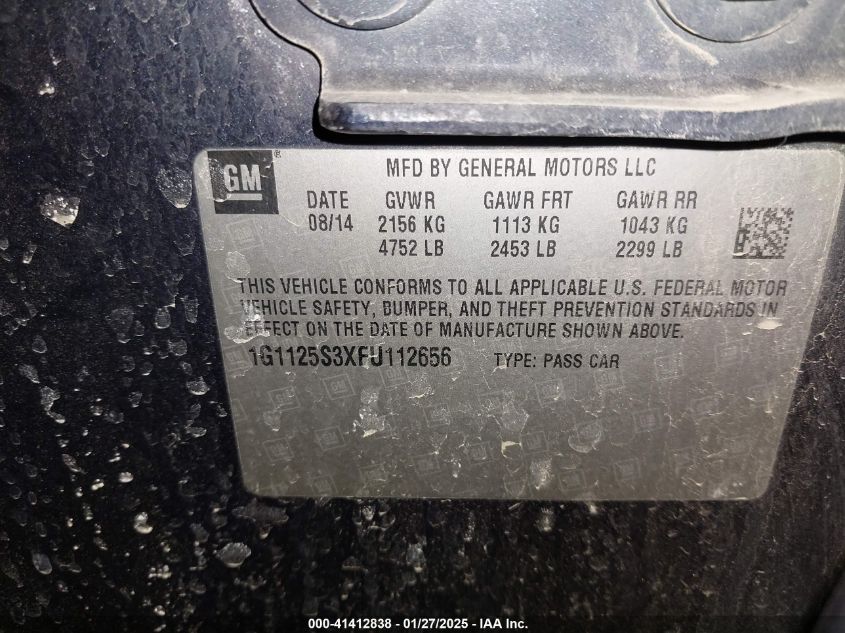 GM ®
MFD BY GENERAL MOTORS LLC
DATE GVWR GAWR FRT GAWR RR
08/14 2156 KG 1113 KG 1043 KG
4752 LB 2453 LB 2299 LB
THIS VEHICLE CONFORMS TO ALL APPLICABLE U.S. FEDERAL MOTOR
VEHICLE SAFETY, BUMPER, AND THEFT PREVENTION STANDARDS IN
EFFECT ON THE DATE OF MANUFACTURE SHOWN ABOVE.
1G1125S3XFU112656 TYPE: PASS CAR
000-41412838 - 01/27/2025 - IAA Inc.